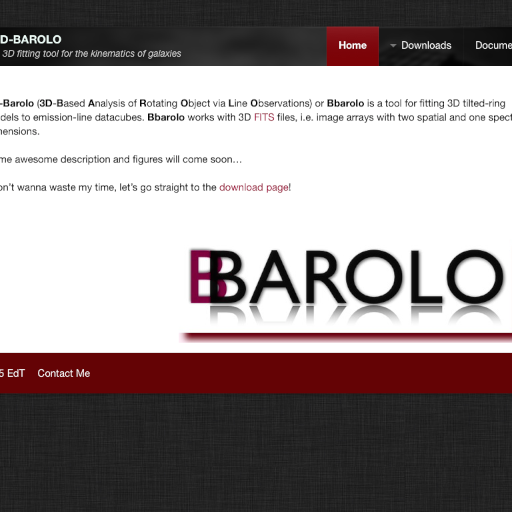 D-BAROLO
3D fitting tool for the kinematics of galaxies
Home
Downloads
Docume
-Barolo (3D-Based Analysis of Rotating Object via Line Observations) or Bbarolo is a tool for fitting 3D tilted-ring
dels to emission-line datacubes. Bbarolo works with 3D FITS files, i.e. image arrays with two spatial and one spect
mensions.
me awesome description and figures will come soon…
on't wanna waste my time, let's go straight to the download page!
BBAROLO
5 EdT
Contact Me